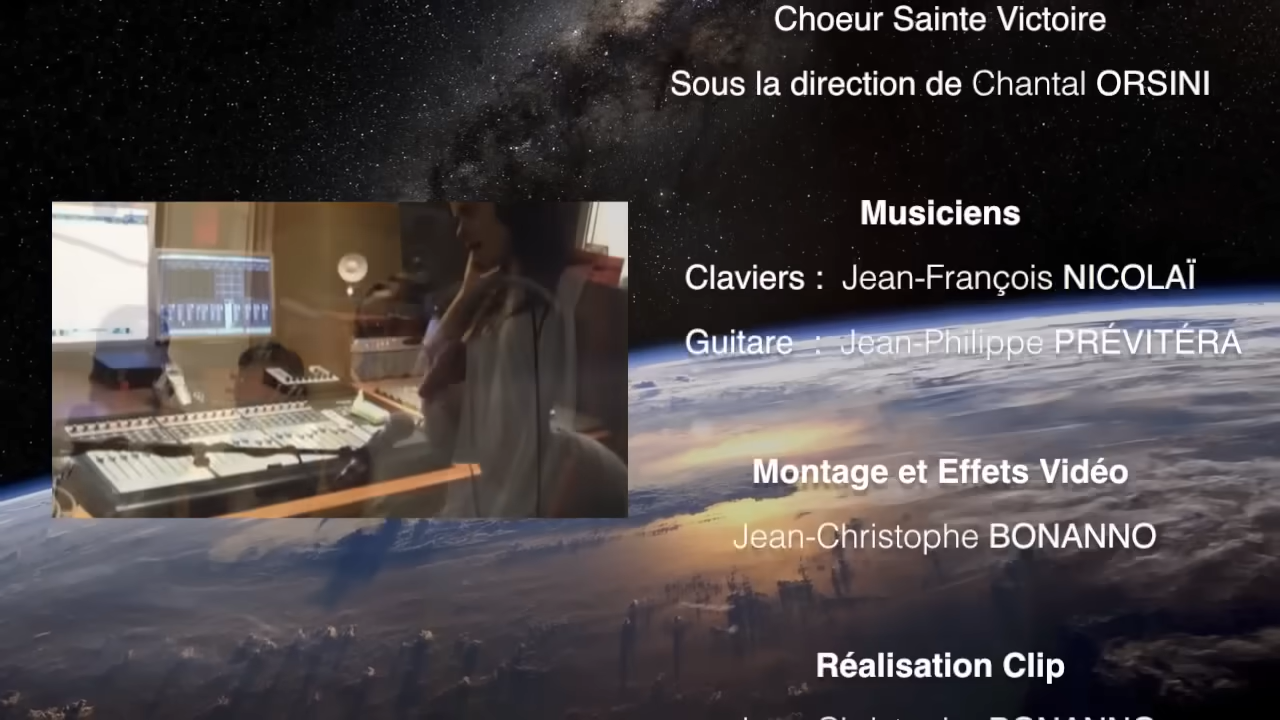 Choeur Sainte Victoire
Sous la direction de Chantal ORSINI
Musiciens
Claviers : Jean-François NICOLAÏ
Guitare : Jean-Philippe PRÉVITÉRA
Montage et Effets Vidéo
Jean-Christophe BONANNO
Réalisation Clip